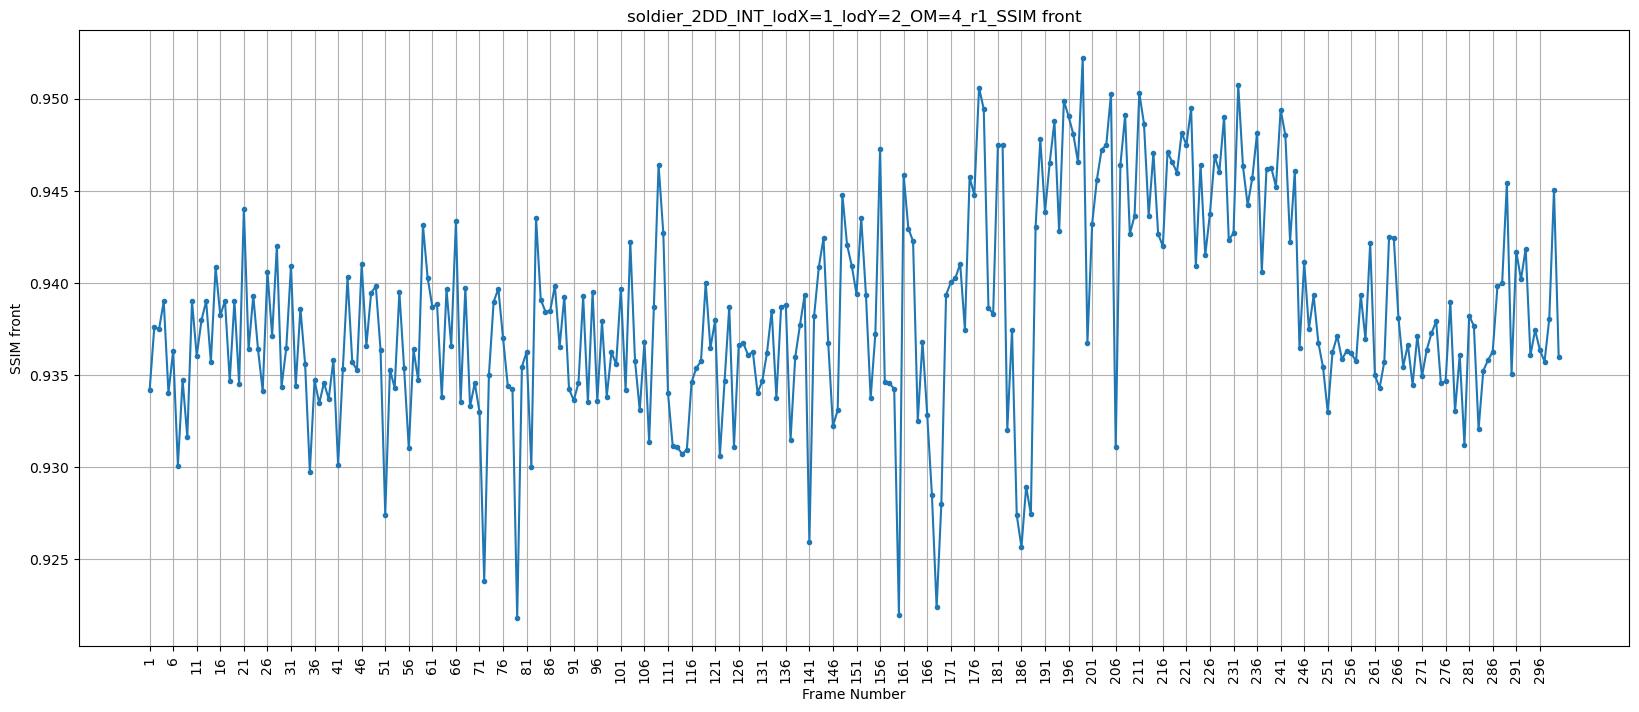 soldier_2DD_INT_lodX=1_lodY=2_OM=4_r1_SSIM front
SSIM front
0.950
0.945
0.940
0.935
0.930
0.925
1 6 11 16 21 26 31 36 41 46 51 56 61 66 71 76 81 86 91 96 101 106 111 116 121 126 131 136 141 146 151 156 161 166 171 176 181 186 191 196 201 206 211 216 221 226 231 236 241 246 251 256 261 266 271 276 281 286 291 296
Frame Number